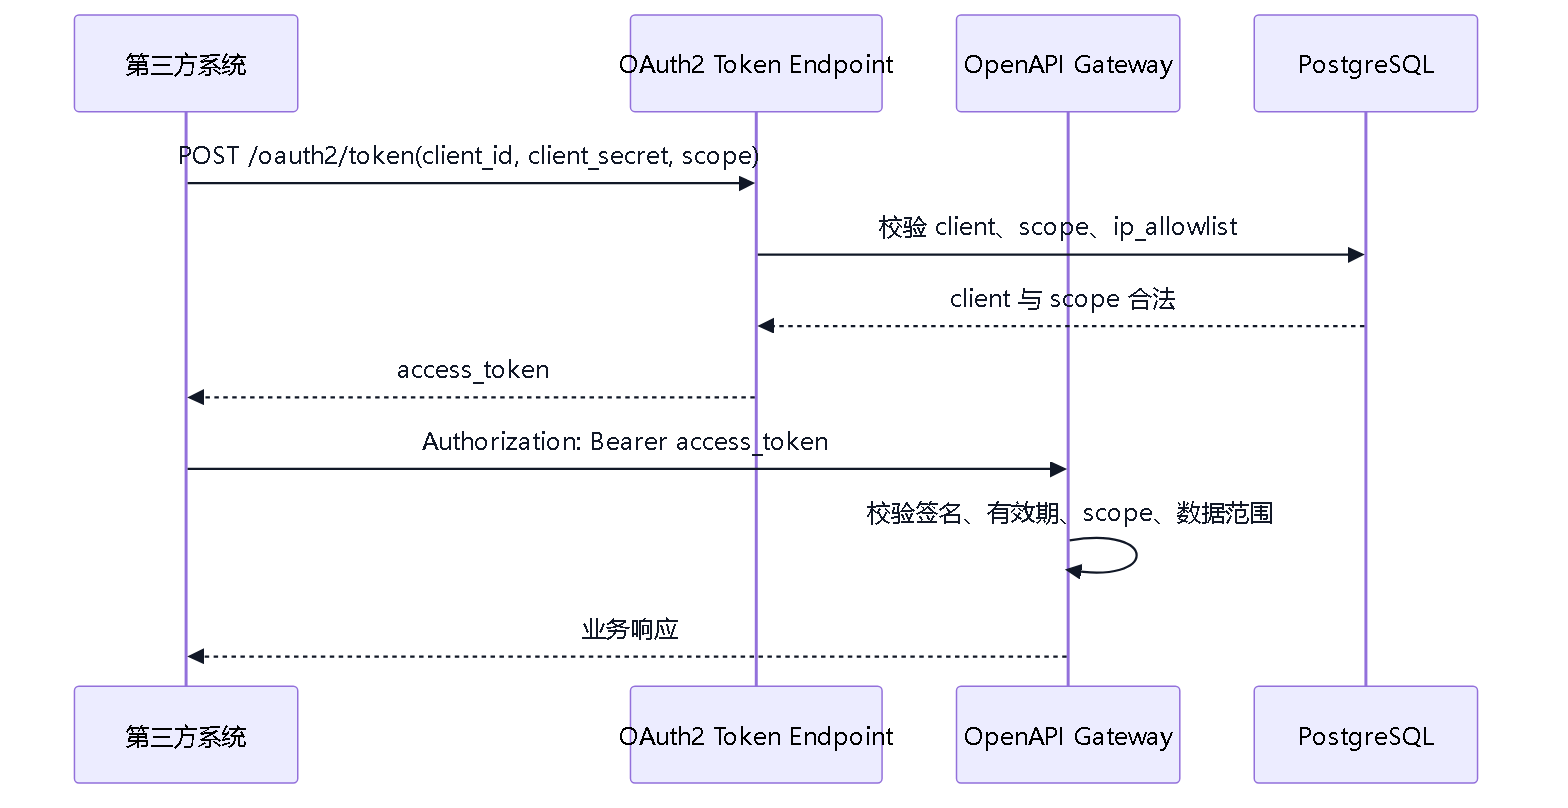 第三方系统
OAuth2 Token Endpoint
OpenAPI Gateway
PostgreSQL
POST /oauth2/token(client_id, client_secret, scope)
校验 client、scope、ip_allowlist
client 与 scope 合法
access_token
Authorization: Bearer access_token
校验签名、有效期、scope、数据范围
业务响应
第三方系统
OAuth2 Token Endpoint
OpenAPI Gateway
PostgreSQL